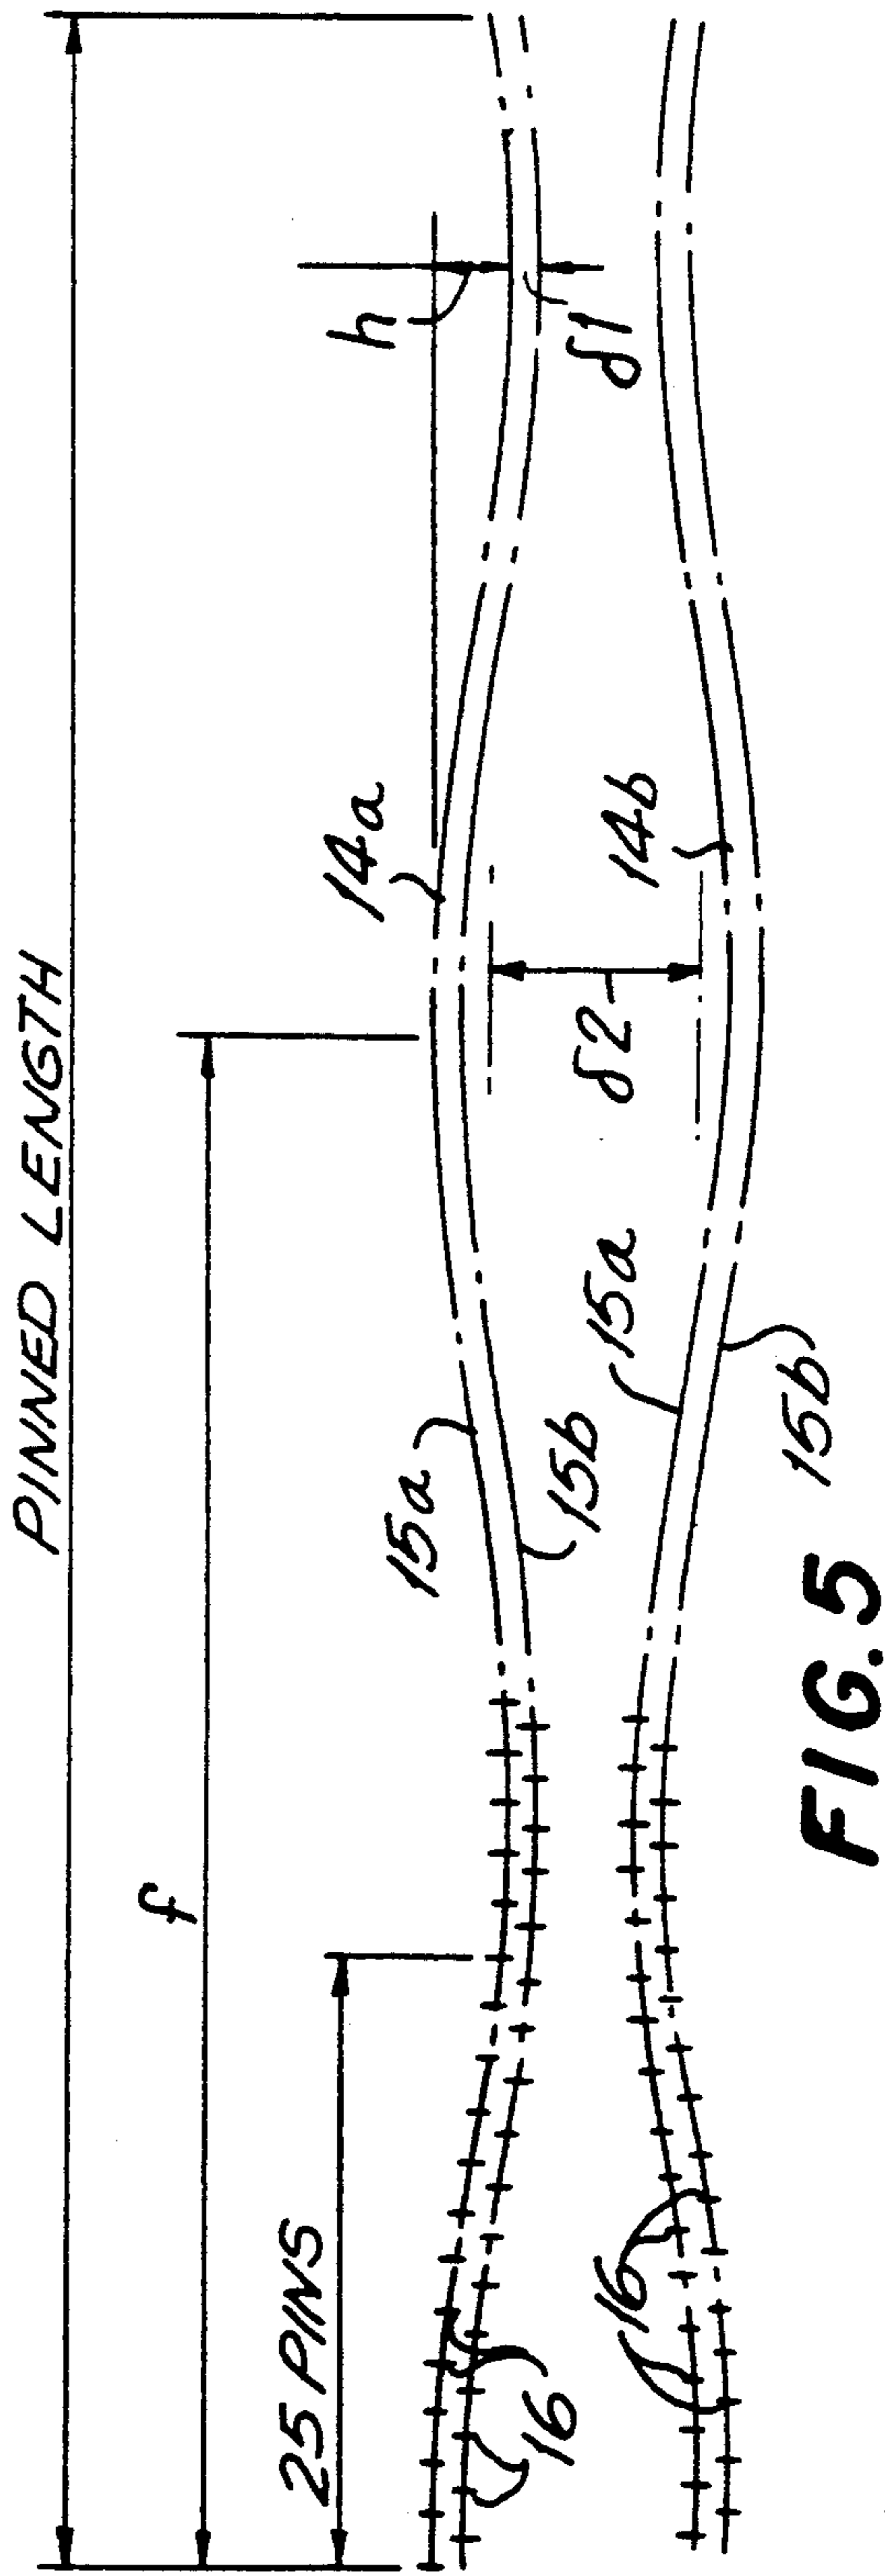 PINNED LENGTH
f
25 PINS
h
14a
15a
15b
16
δ1
δ2
14b
15a
15b
16
FIG. 5